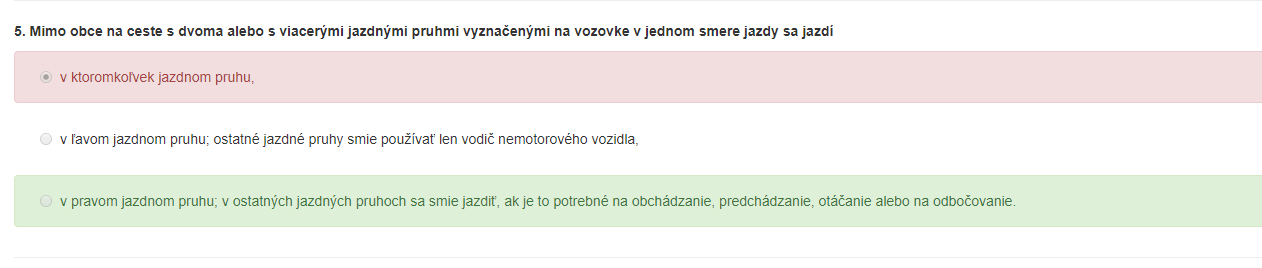 5. Mimo obce na ceste s dvoma alebo s viacerými jazdnými pruhmi vyznačenými na vozovke v jednom smere jazdy sa jazdí
v ktoromkoľvek jazdnom pruhu,
v ľavom jazdnom pruhu; ostatné jazdné pruhy smie používať len vodič nemotorového vozidla,
v pravom jazdnom pruhu; v ostatných jazdných pruhoch sa smie jazdiť, ak je to potrebné na obchádzanie, predchádzanie, otáčanie alebo na odbočovanie.